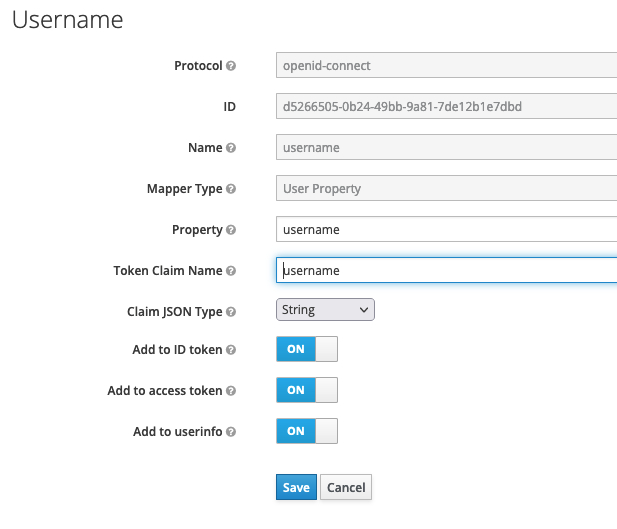 Username
Protocol ? openid-connect
ID d5266505-0b24-49bb-9a81-7de12b1e7dbd
Name ? username
Mapper Type ? User Property
Property ? username
Token Claim Name ? username
Claim JSON Type ? String
Add to ID token ? ON
Add to access token ? ON
Add to userinfo ? ON
Save Cancel